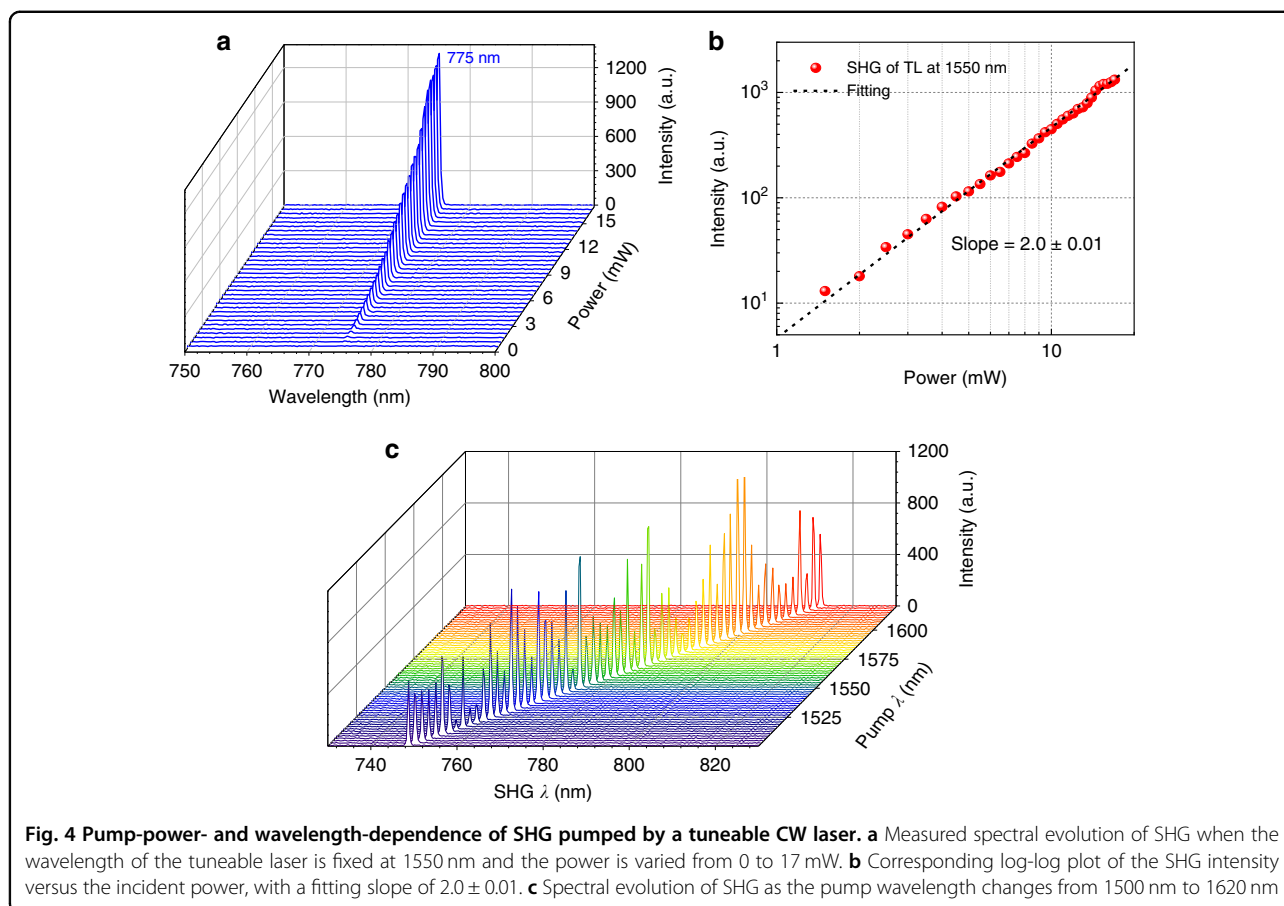 a
775 nm
1200
900
600
300
0
Intensity (a.u.)
15
12
9
6
3
0
Power (mW)
750 760 770 780 790 800
Wavelength (nm)
b
SHG of TL at 1550 nm
Fitting
10³
10²
10¹
Intensity (a.u.)
Slope = 2.0 ± 0.01
1 10
Power (mW)
c
1200
800
400
0
Intensity (a.u.)
1600
1575
1550
1525
Pump λ (nm)
740 760 780 800 820
SHG λ (nm)
Fig. 4 Pump-power- and wavelength-dependence of SHG pumped by a tuneable CW laser. a Measured spectral evolution of SHG when the
wavelength of the tuneable laser is fixed at 1550 nm and the power is varied from 0 to 17 mW. b Corresponding log-log plot of the SHG intensity
versus the incident power, with a fitting slope of 2.0 ± 0.01. c Spectral evolution of SHG as the pump wavelength changes from 1500 nm to 1620 nm